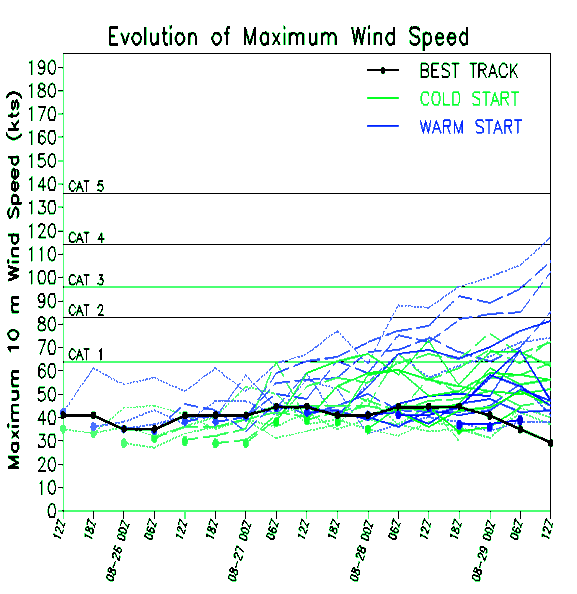 Evolution of Maximum Wind Speed
Maximum 10 m Wind Speed (kts)
190
180
170
160
150
140
130
120
110
100
90
80
70
60
50
40
30
20
10
0
BEST TRACK
COLD START
WARM START
CAT 5
CAT 4
CAT 3
CAT 2
CAT 1
12Z
18Z
08-26 00Z
06Z
12Z
18Z
08-27 00Z
06Z
12Z
18Z
08-28 00Z
06Z
12Z
18Z
08-29 00Z
06Z
12Z